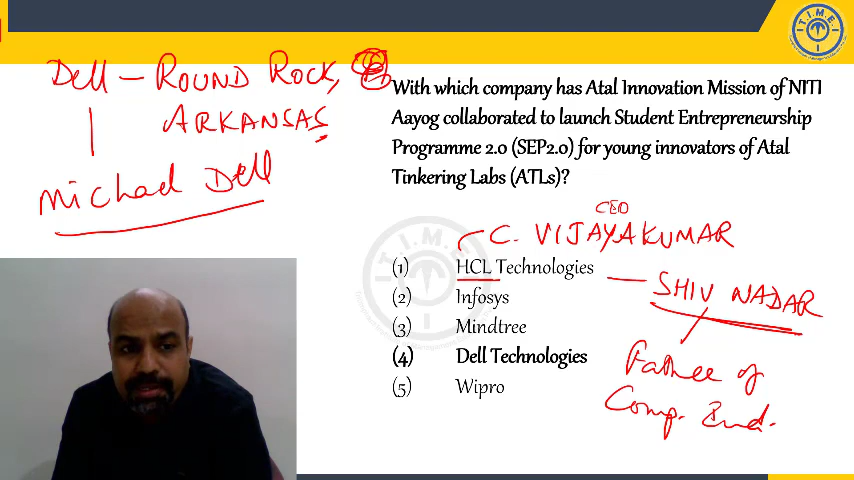 T.I.M.E.
Dell – ROUND ROCK,
ARKANSAS
Michael Dell
With which company has Atal Innovation Mission of NITI
Aayog collaborated to launch Student Entrepreneurship
Programme 2.0 (SEP2.0) for young innovators of Atal
Tinkering Labs (ATLs)?
CEO
C. VIJAYAKUMAR
(1) HCL Technologies — SHIV NADAR
(2) Infosys
(3) Mindtree
(4) Dell Technologies
(5) Wipro
Father of
Comp. Ind.
T.I.M.E.